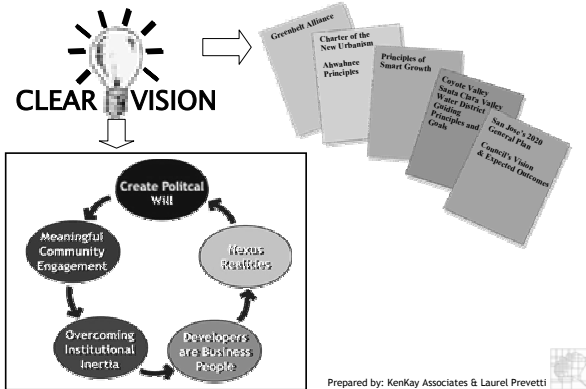 CLEAR VISION
Greenbelt Alliance
Charter of the
New Urbanism
Ahwahnee
Principles
Principles of
Smart Growth
Coyote Valley
Santa Clara Valley
Water District
Guiding
Principles and
Goals
San Jose's 2020
General Plan
Council's Vision
& Expected Outcomes
Create Politcal
Will
Meaningful
Community
Engagement
Overcoming
Institutional
Inertia
Developers
are Business
People
Nexus
Realities
Prepared by: KenKay Associates & Laurel Prevetti